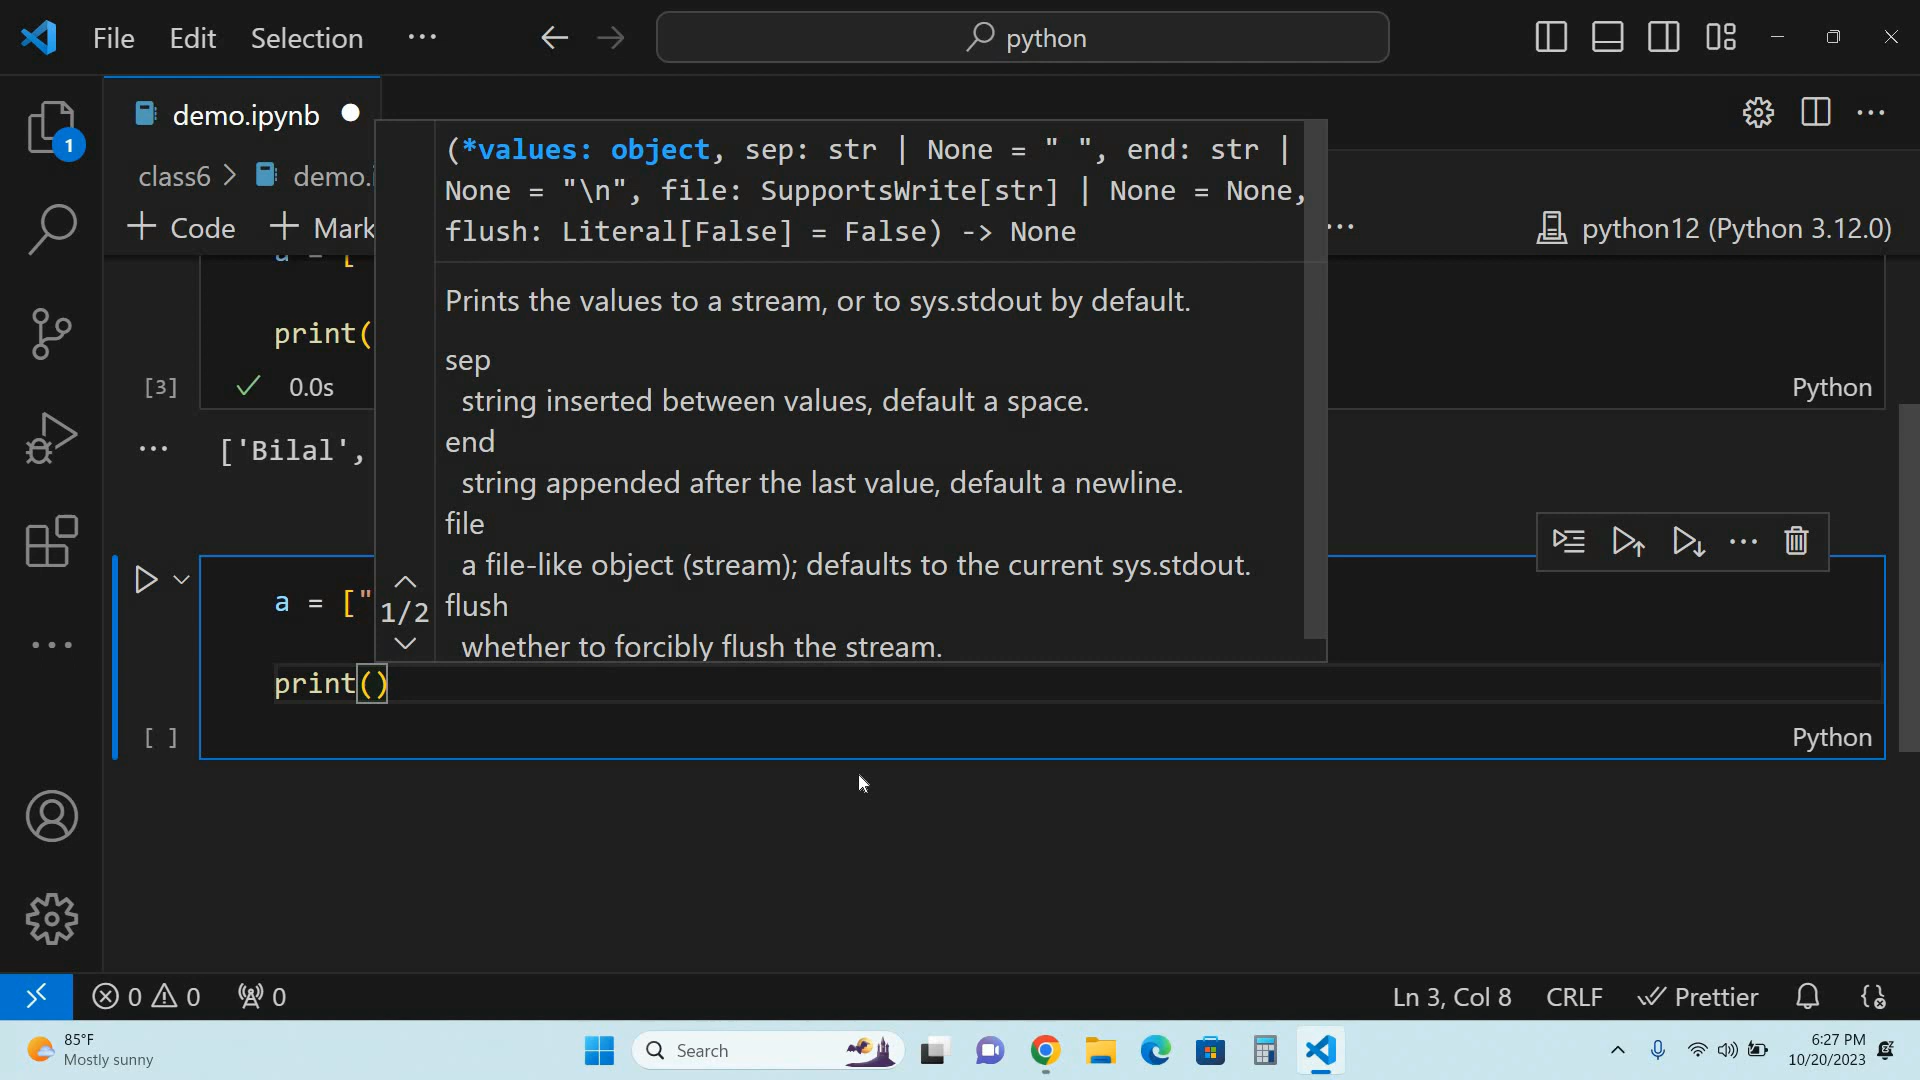 File Edit Selection ···
python
demo.ipynb
1
class6 > demo.i
+ Code + Mark
···
python12 (Python 3.12.0)
(*values: object, sep: str | None = " ", end: str |
None = "\n", file: SupportsWrite[str] | None = None,
flush: Literal[False] = False) -> None
Prints the values to a stream, or to sys.stdout by default.
sep
string inserted between values, default a space.
end
string appended after the last value, default a newline.
file
a file-like object (stream); defaults to the current sys.stdout.
flush
whether to forcibly flush the stream.
1/2
a = [
print(
[3]
0.0s
Python
['Bilal',
a = ["
print()
[ ]
Python
0 0 0
Ln 3, Col 8 CRLF Prettier
85°F
Mostly sunny
Search
6:27 PM
10/20/2023